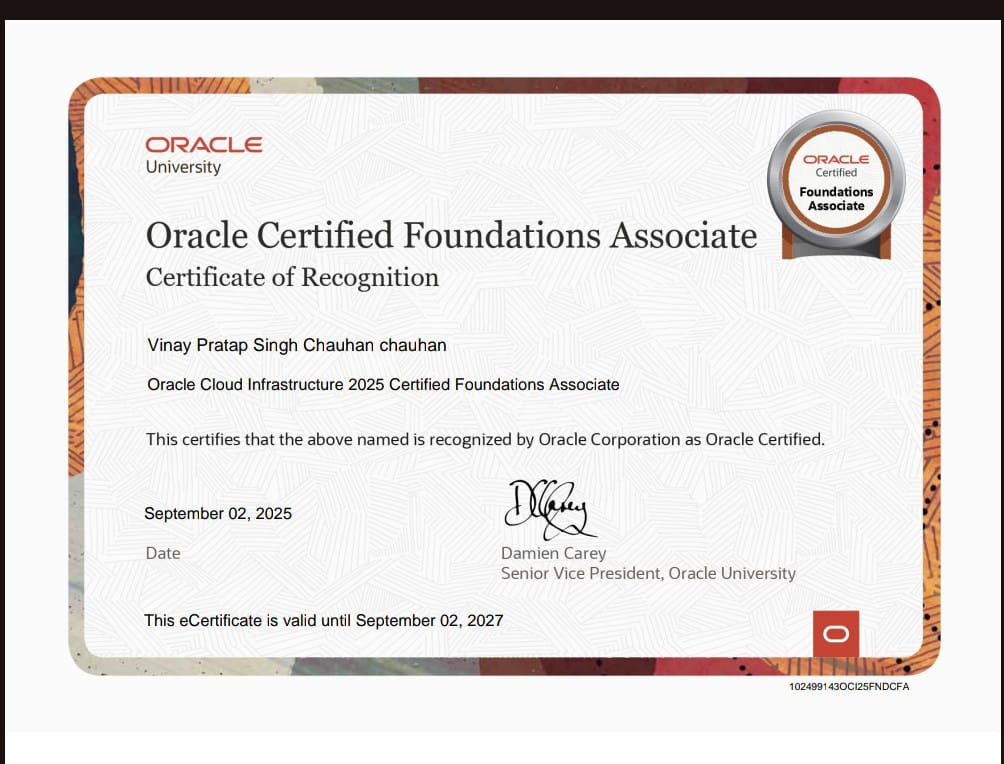 ORACLE
University
ORACLE
Certified
Foundations
Associate
Oracle Certified Foundations Associate
Certificate of Recognition
Vinay Pratap Singh Chauhan chauhan
Oracle Cloud Infrastructure 2025 Certified Foundations Associate
This certifies that the above named is recognized by Oracle Corporation as Oracle Certified.
September 02, 2025
Date
DCarey
Damien Carey
Senior Vice President, Oracle University
This eCertificate is valid until September 02, 2027
102499143OCI25FNDCFA